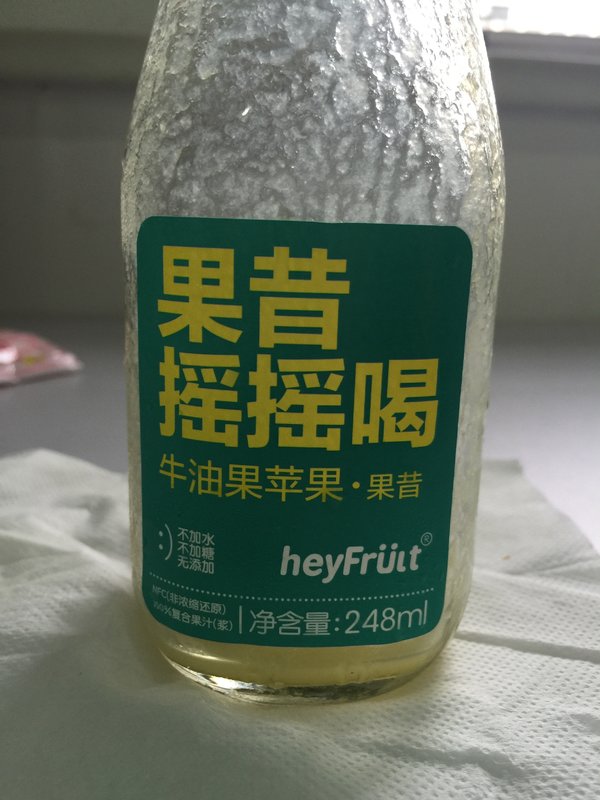 果昔
摇摇喝
牛油果苹果·果昔
:)
不加水
不加糖
无添加
heyFrüit®
NFC(非浓缩还原)
100%复合果汁(浆)
净含量:248ml